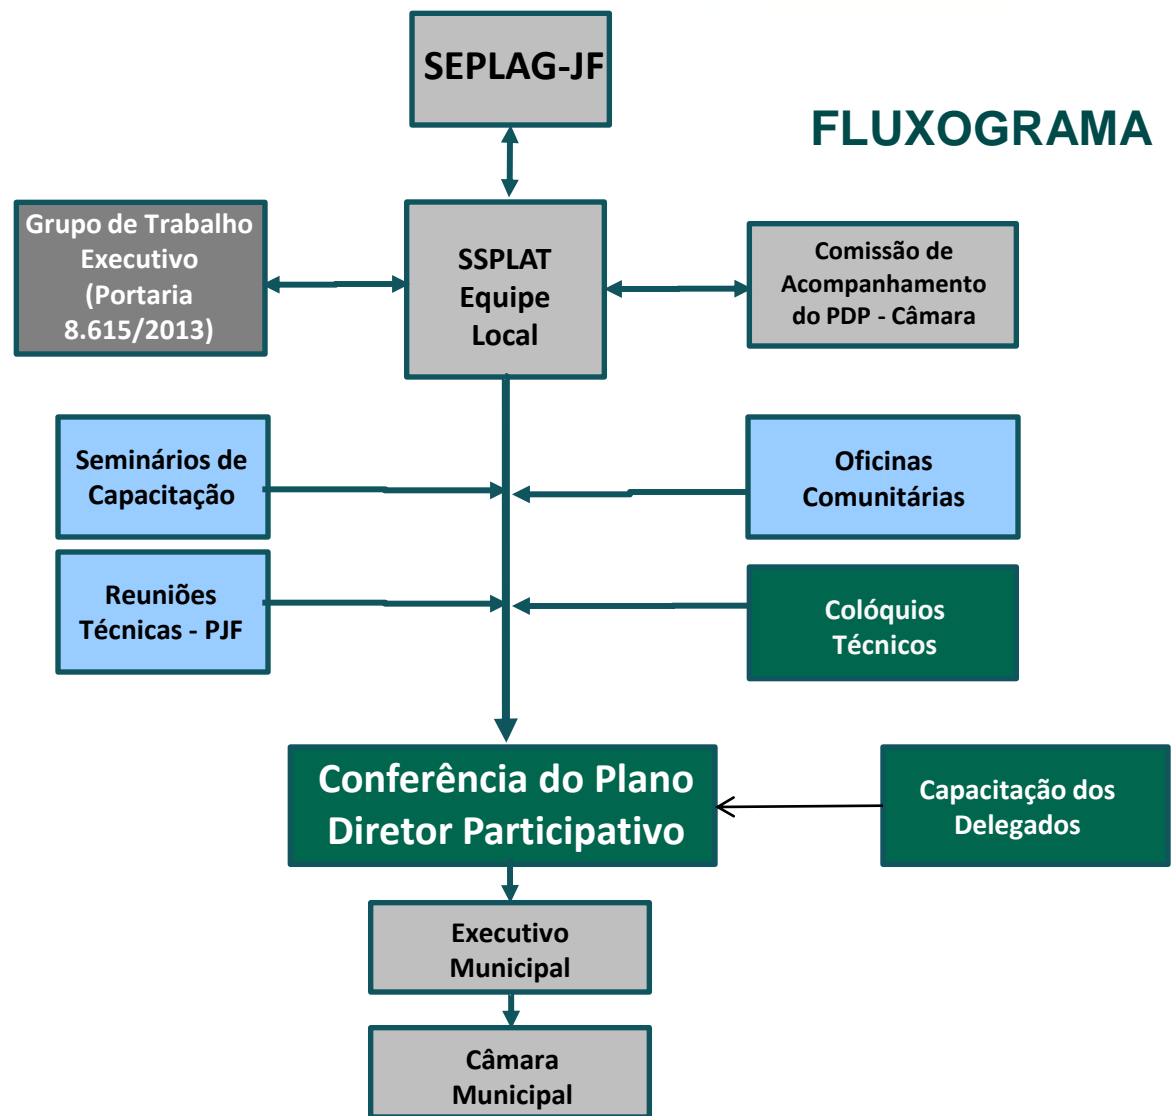 SEPLAG-JF
FLUXOGRAMA
Grupo de Trabalho
Executivo
(Portaria
8.615/2013)
SSPLAT
Equipe
Local
Comissão de
Acompanhamento
do PDP - Câmara
Seminários de
Capacitação
Oficinas
Comunitárias
Reuniões
Técnicas - PJF
Colóquios
Técnicos
Conferência do Plano
Diretor Participativo
Capacitação dos
Delegados
Executivo
Municipal
Câmara
Municipal